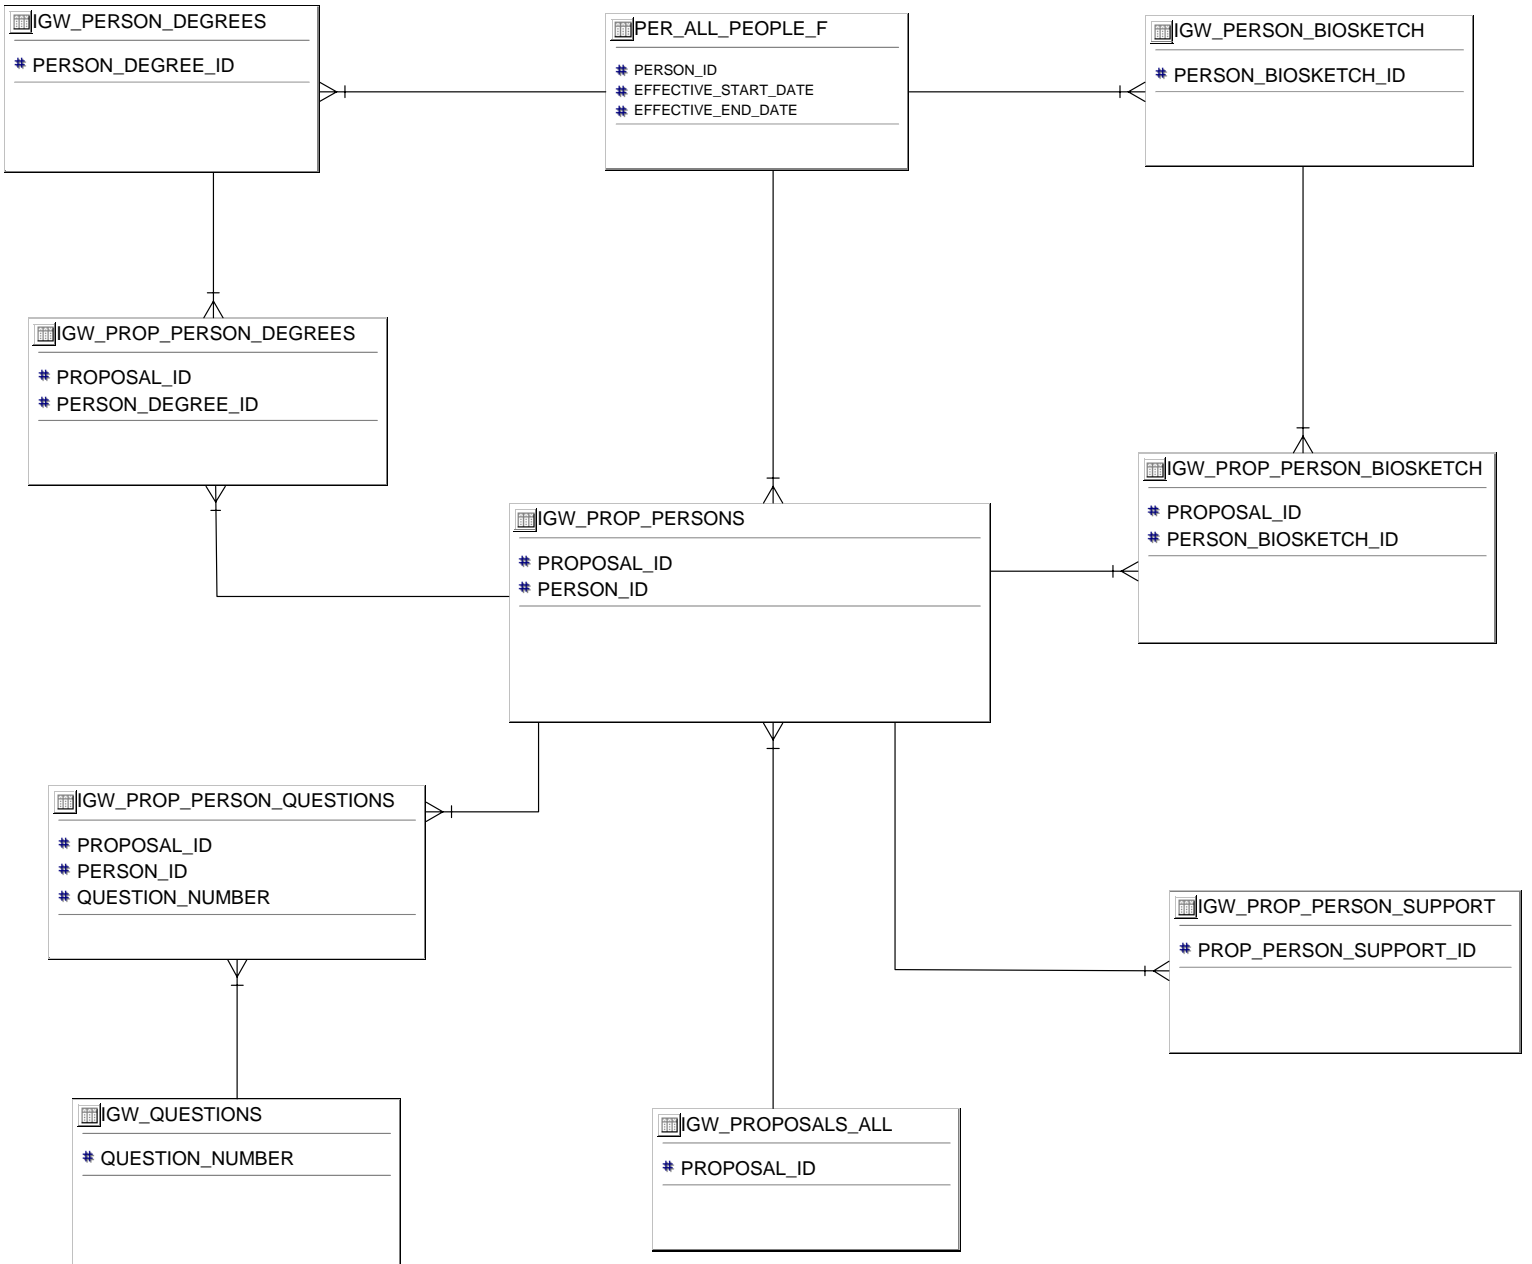 IGW_PERSON_DEGREES
# PERSON_DEGREE_ID
PER_ALL_PEOPLE_F
# PERSON_ID
# EFFECTIVE_START_DATE
# EFFECTIVE_END_DATE
IGW_PERSON_BIOSKETCH
# PERSON_BIOSKETCH_ID
IGW_PROP_PERSON_DEGREES
# PROPOSAL_ID
# PERSON_DEGREE_ID
IGW_PROP_PERSONS
# PROPOSAL_ID
# PERSON_ID
IGW_PROP_PERSON_BIOSKETCH
# PROPOSAL_ID
# PERSON_BIOSKETCH_ID
IGW_PROP_PERSON_QUESTIONS
# PROPOSAL_ID
# PERSON_ID
# QUESTION_NUMBER
IGW_PROP_PERSON_SUPPORT
# PROP_PERSON_SUPPORT_ID
IGW_QUESTIONS
# QUESTION_NUMBER
IGW_PROPOSALS_ALL
# PROPOSAL_ID